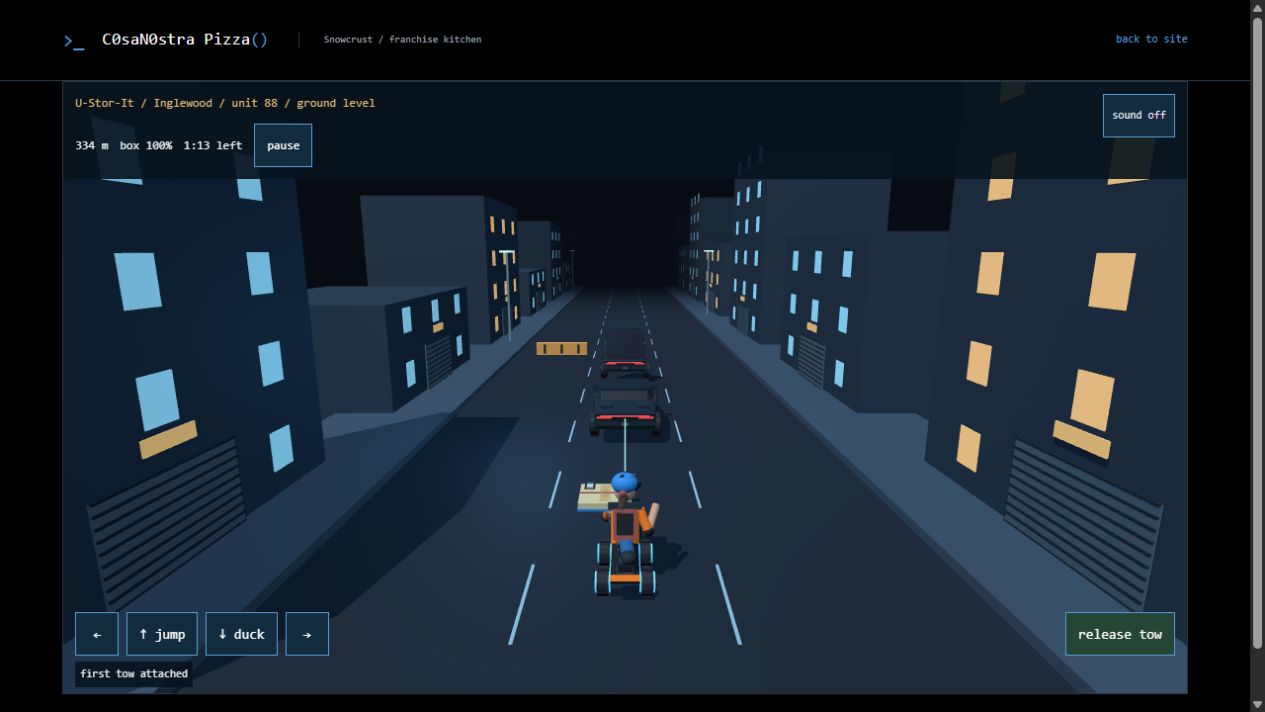 >_ C0saN0stra Pizza() | Snowcrust / franchise kitchen back to site
U-Stor-It / Inglewood / unit 88 / ground level
sound off
334 m box 100% 1:13 left pause
← ↑ jump ↓ duck → release tow
first tow attached